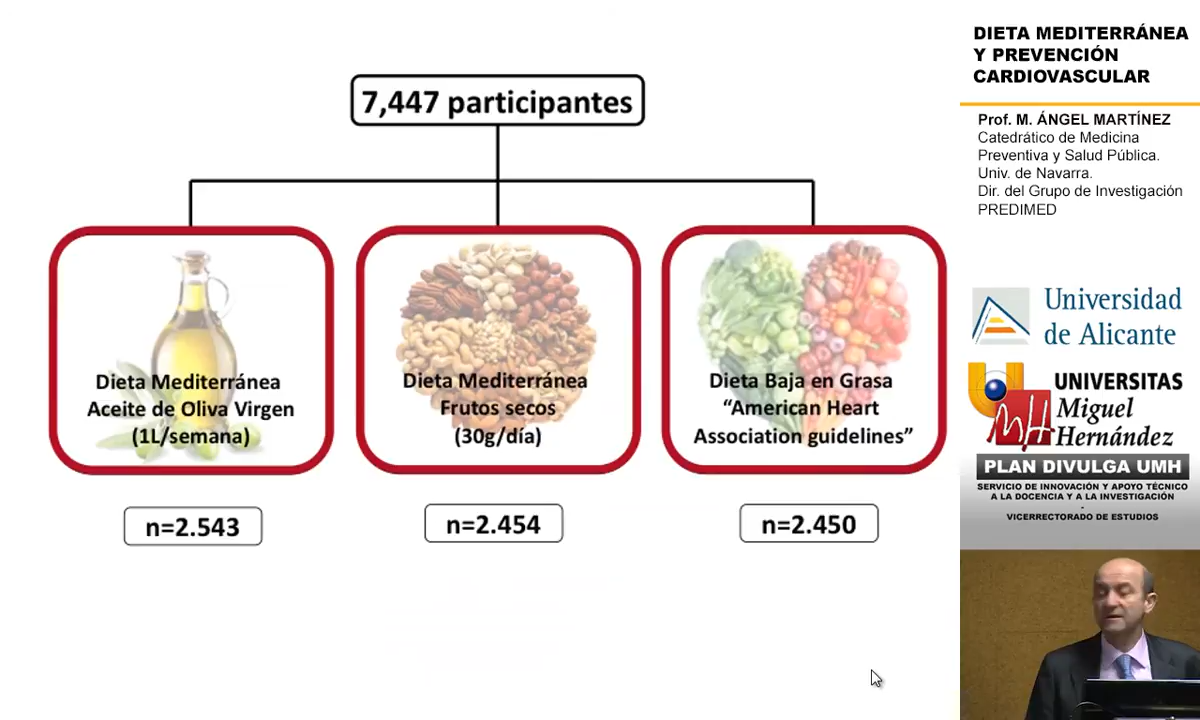 7,447 participantes
Dieta Mediterránea
Aceite de Oliva Virgen
(1L/semana)
Dieta Mediterránea
Frutos secos
(30g/día)
Dieta Baja en Grasa
“American Heart
Association guidelines”
n=2.543
n=2.454
n=2.450
DIETA MEDITERRÁNEA
Y PREVENCIÓN
CARDIOVASCULAR
Prof. M. ÁNGEL MARTÍNEZ
Catedrático de Medicina
Preventiva y Salud Pública.
Univ. de Navarra.
Dir. del Grupo de Investigación
PREDIMED
Universidad
de Alicante
UNIVERSITAS
Miguel
Hernández
PLAN DIVULGA UMH
SERVICIO DE INNOVACIÓN Y APOYO TÉCNICO
A LA DOCENCIA Y A LA INVESTIGACIÓN
-
VICERRECTORADO DE ESTUDIOS